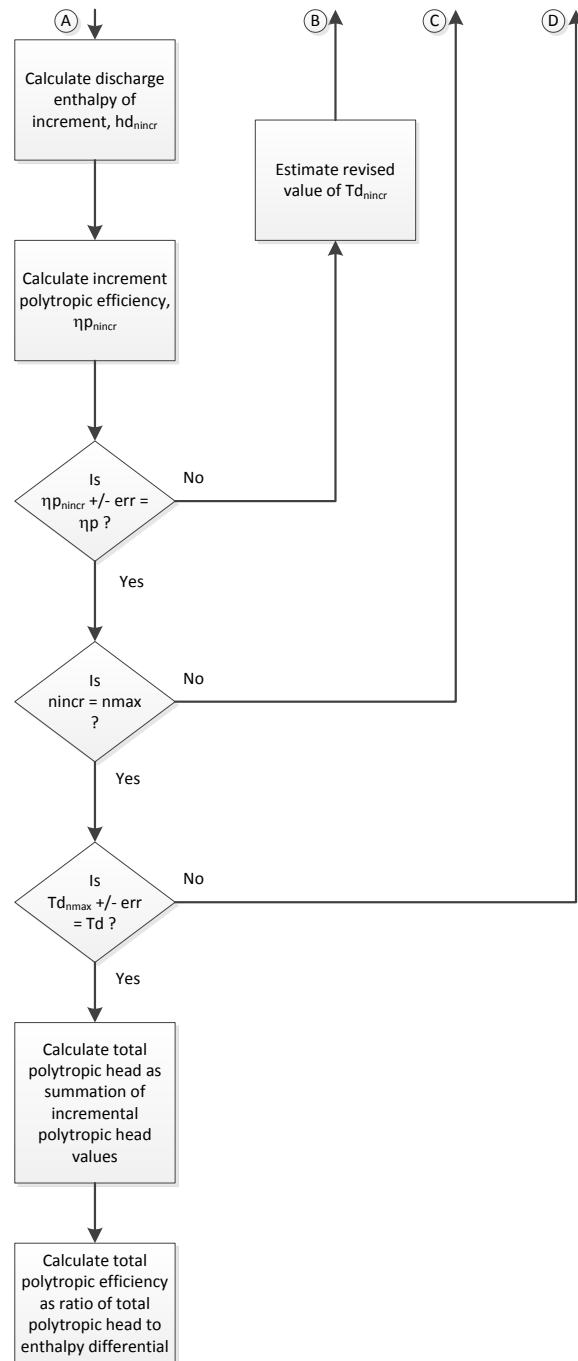 A
B
C
D
Calculate discharge
enthalpy of
increment, hdnincr
Estimate revised
value of Tdnincr
Calculate increment
polytropic efficiency,
ηpnincr
Is
ηpnincr +/- err =
ηp ?
No
Yes
Is
nincr = nmax
?
No
Yes
Is
Tdnmax +/- err
= Td ?
No
Yes
Calculate total
polytropic head as
summation of
incremental
polytropic head
values
Calculate total
polytropic efficiency
as ratio of total
polytropic head to
enthalpy differential